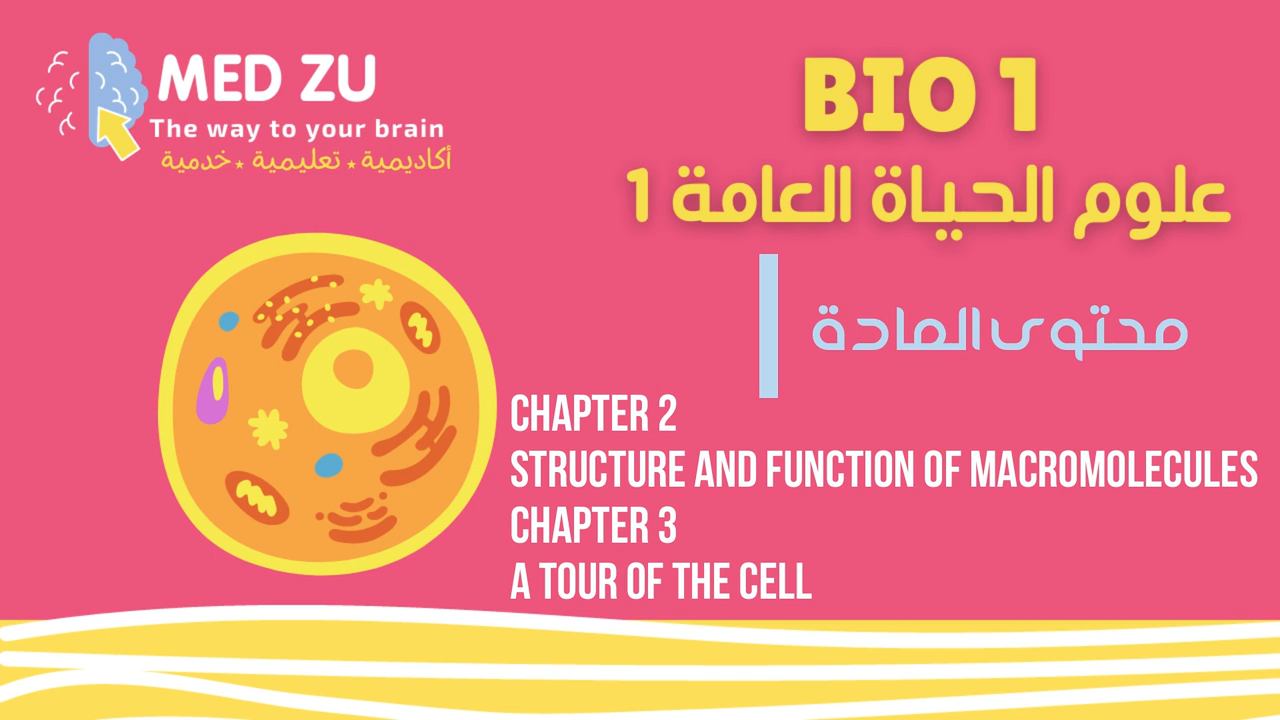 MED ZU
The way to your brain
أكاديمية ⋆ تعليمية ⋆ خدمية
BIO 1
علوم الحياة العامة 1
محتوى المادة
CHAPTER 2
STRUCTURE AND FUNCTION OF MACROMOLECULES
CHAPTER 3
A TOUR OF THE CELL